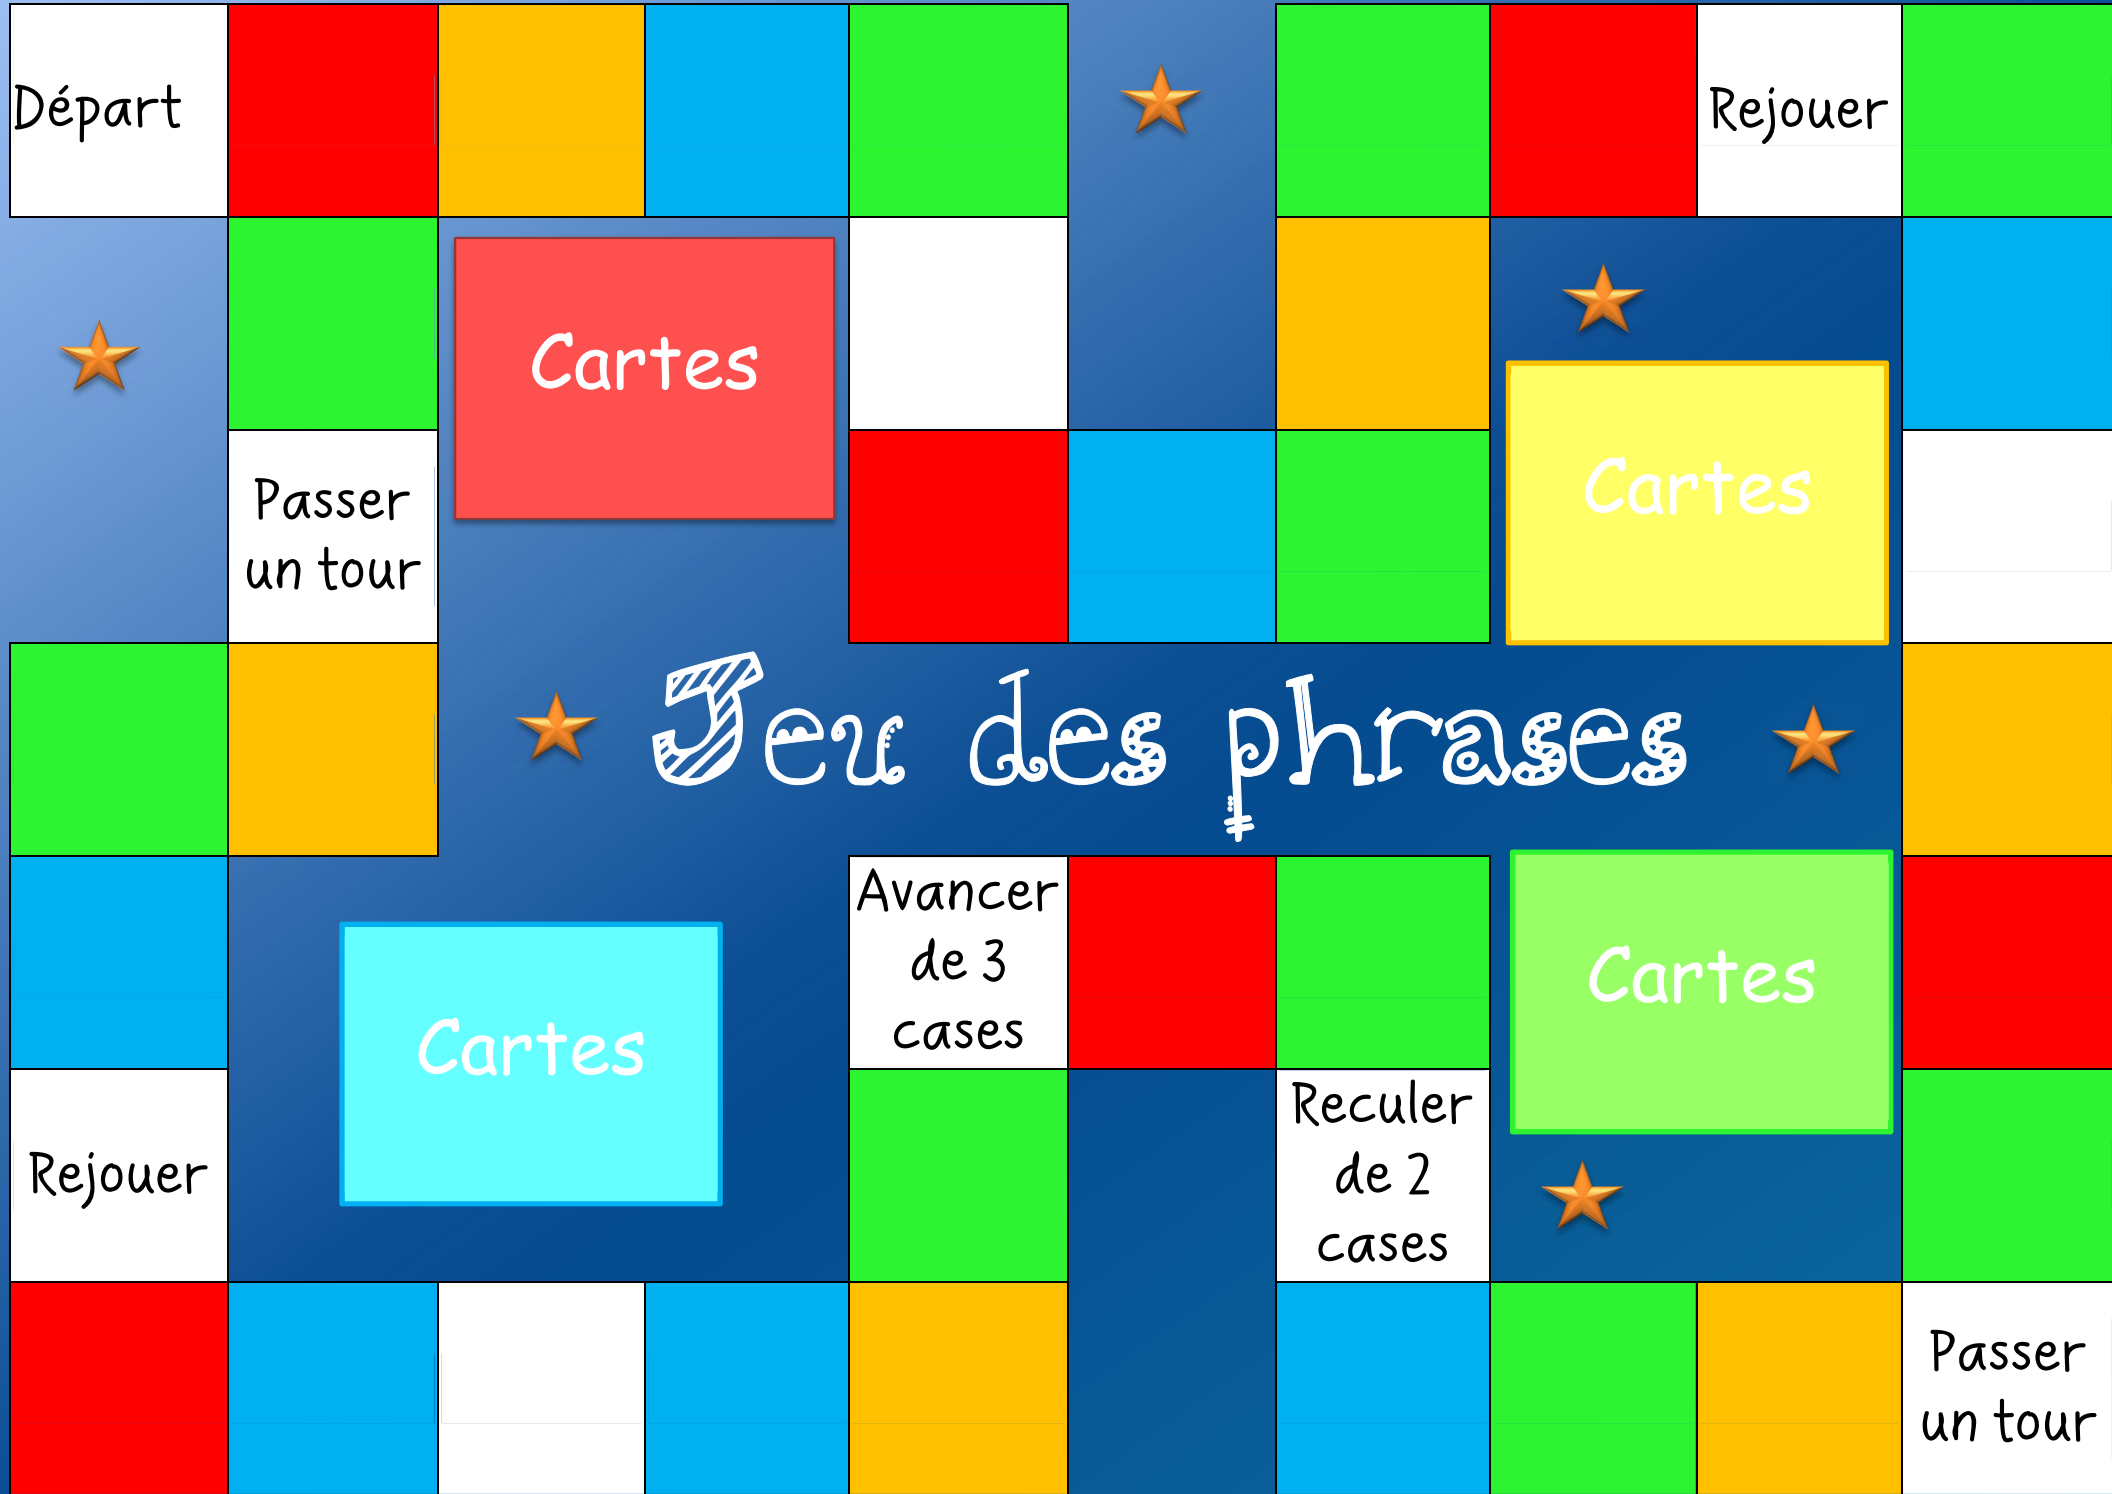 Départ
Rejouer
Cartes
Passer
un tour
Cartes
Jeu des phrases
Avancer
de 3
cases
Cartes
Cartes
Rejouer
Reculer
de 2
cases
Passer
un tour